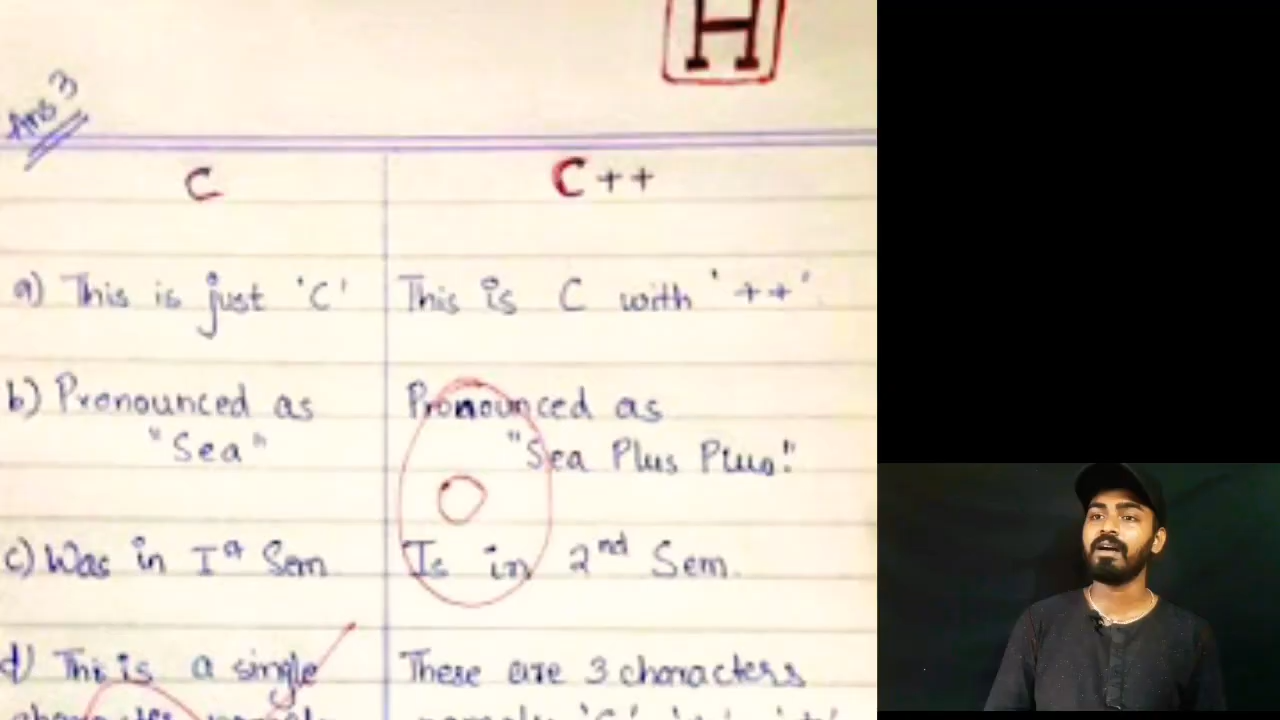 H
Ans 3
C
C++
a) This is just 'C'
This is C with '++'
b) Pronounced as
"Sea"
Pronounced as
"Sea Plus Plus"
c) Was in Ist Sem
Is in 2nd Sem.
d) This is a single
These are 3 characters